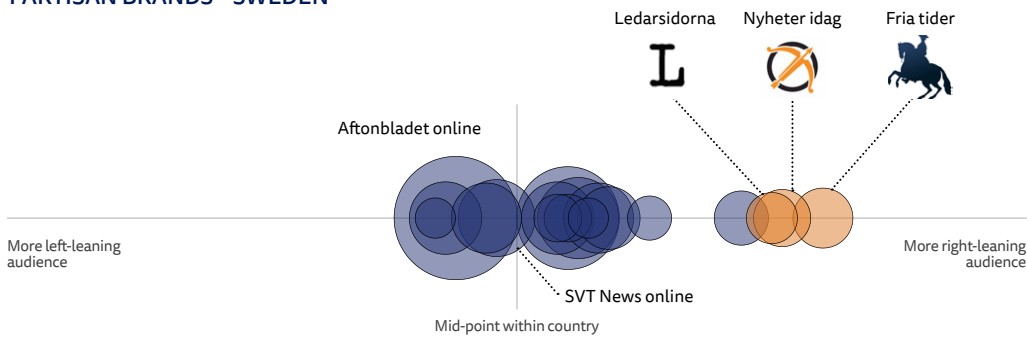 Ledarsidorna
Nyheter idag
Fria tider
L
Aftonbladet online
More left-leaning
audience
More right-leaning
audience
SVT News online
Mid-point within country